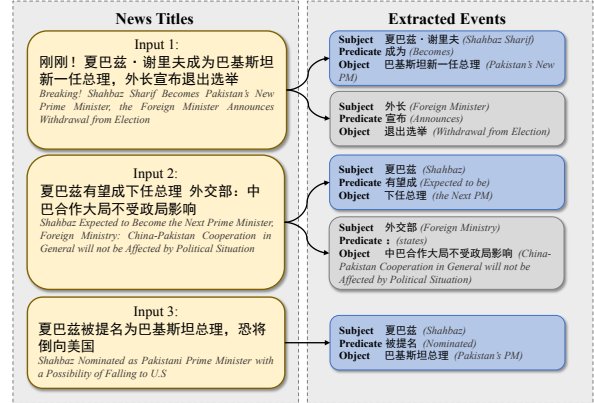 News Titles
Input 1:
刚刚！夏巴兹·谢里夫成为巴基斯坦
新一任总理，外长宣布退出选举
Breaking! Shahbaz Sharif Becomes Pakistan's New
Prime Minister, the Foreign Minister Announces
Withdrawal from Election
Input 2:
夏巴兹有望成下任总理 外交部：中
巴合作大局不受政局影响
Shahbaz Expected to Become the Next Prime Minister,
Foreign Ministry: China-Pakistan Cooperation in
General will not be Affected by Political Situation
Input 3:
夏巴兹被提名为巴基斯坦总理，恐将
倒向美国
Shahbaz Nominated as Pakistani Prime Minister with
a Possibility of Falling to U.S
Extracted Events
Subject 夏巴兹·谢里夫 (Shahbaz Sharif)
Predicate 成为 (Becomes)
Object 巴基斯坦新一任总理 (Pakistan's New
PM)
Subject 外长 (Foreign Minister)
Predicate 宣布 (Announces)
Object 退出选举 (Withdrawal from Election)
Subject 夏巴兹 (Shahbaz)
Predicate 有望成 (Expected to be)
Object 下任总理 (the Next PM)
Subject 外交部 (Foreign Ministry)
Predicate ： (states)
Object 中巴合作大局不受政局影响 (China-
Pakistan Cooperation in General will not be
Affected by Political Situation)
Subject 夏巴兹 (Shahbaz)
Predicate 被提名 (Nominated)
Object 巴基斯坦总理 (Pakistan's PM)